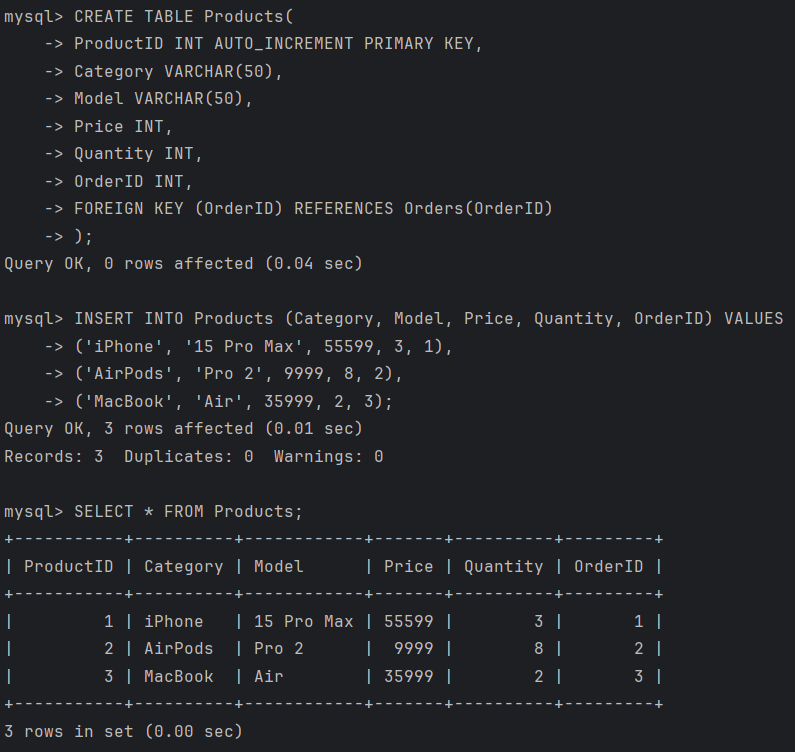 mysql> CREATE TABLE Products(
    -> ProductID INT AUTO_INCREMENT PRIMARY KEY,
    -> Category VARCHAR(50),
    -> Model VARCHAR(50),
    -> Price INT,
    -> Quantity INT,
    -> OrderID INT,
    -> FOREIGN KEY (OrderID) REFERENCES Orders(OrderID)
    -> );
Query OK, 0 rows affected (0.04 sec)

mysql> INSERT INTO Products (Category, Model, Price, Quantity, OrderID) VALUES
    -> ('iPhone', '15 Pro Max', 55599, 3, 1),
    -> ('AirPods', 'Pro 2', 9999, 8, 2),
    -> ('MacBook', 'Air', 35999, 2, 3);
Query OK, 3 rows affected (0.01 sec)
Records: 3  Duplicates: 0  Warnings: 0

mysql> SELECT * FROM Products;
+-----------+----------+------------+-------+----------+---------+
| ProductID | Category | Model      | Price | Quantity | OrderID |
+-----------+----------+------------+-------+----------+---------+
|         1 | iPhone   | 15 Pro Max | 55599 |        3 |       1 |
|         2 | AirPods  | Pro 2      |  9999 |        8 |       2 |
|         3 | MacBook  | Air        | 35999 |        2 |       3 |
+-----------+----------+------------+-------+----------+---------+
3 rows in set (0.00 sec)